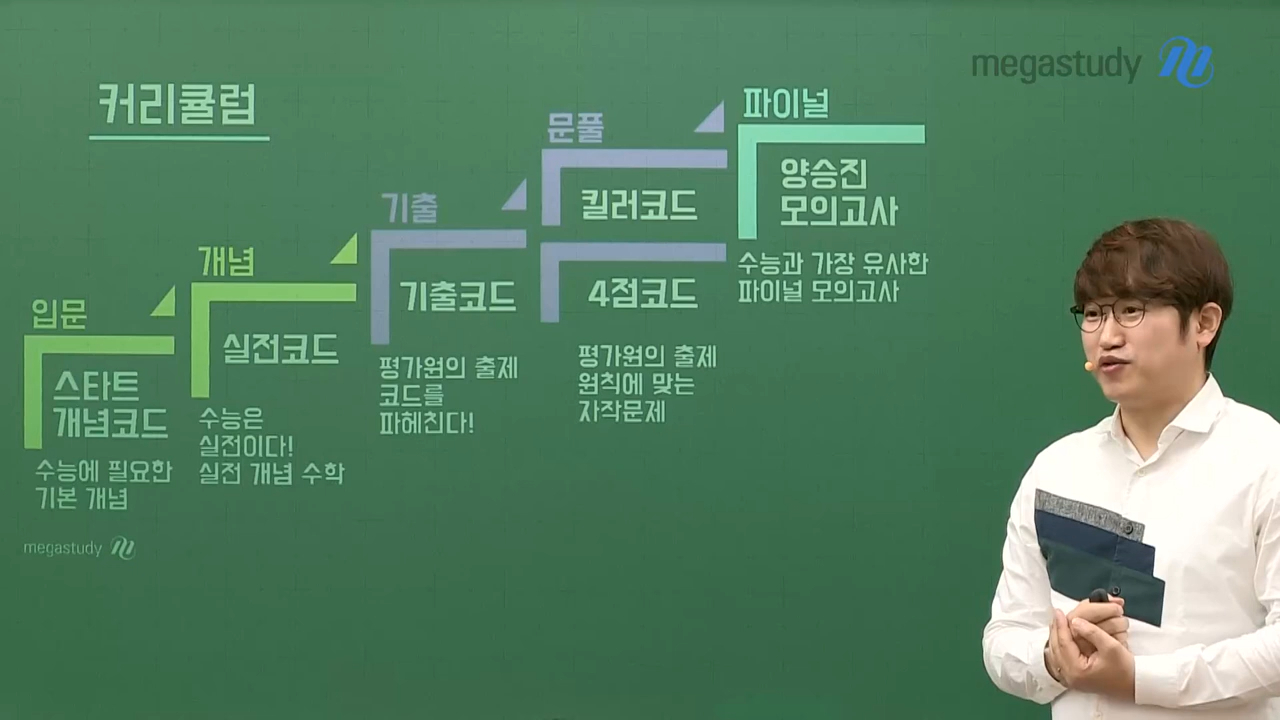 megastudy
커리큘럼
입문
스타트
개념코드
수능에 필요한
기본 개념
개념
실전코드
수능은
실전이다!
실전 개념 수학
기출
기출코드
평가원의 출제
코드를
파헤친다!
문풀
킬러코드
4점코드
평가원의 출제
원칙에 맞는
자작문제
파이널
양승진
모의고사
수능과 가장 유사한
파이널 모의고사
megastudy